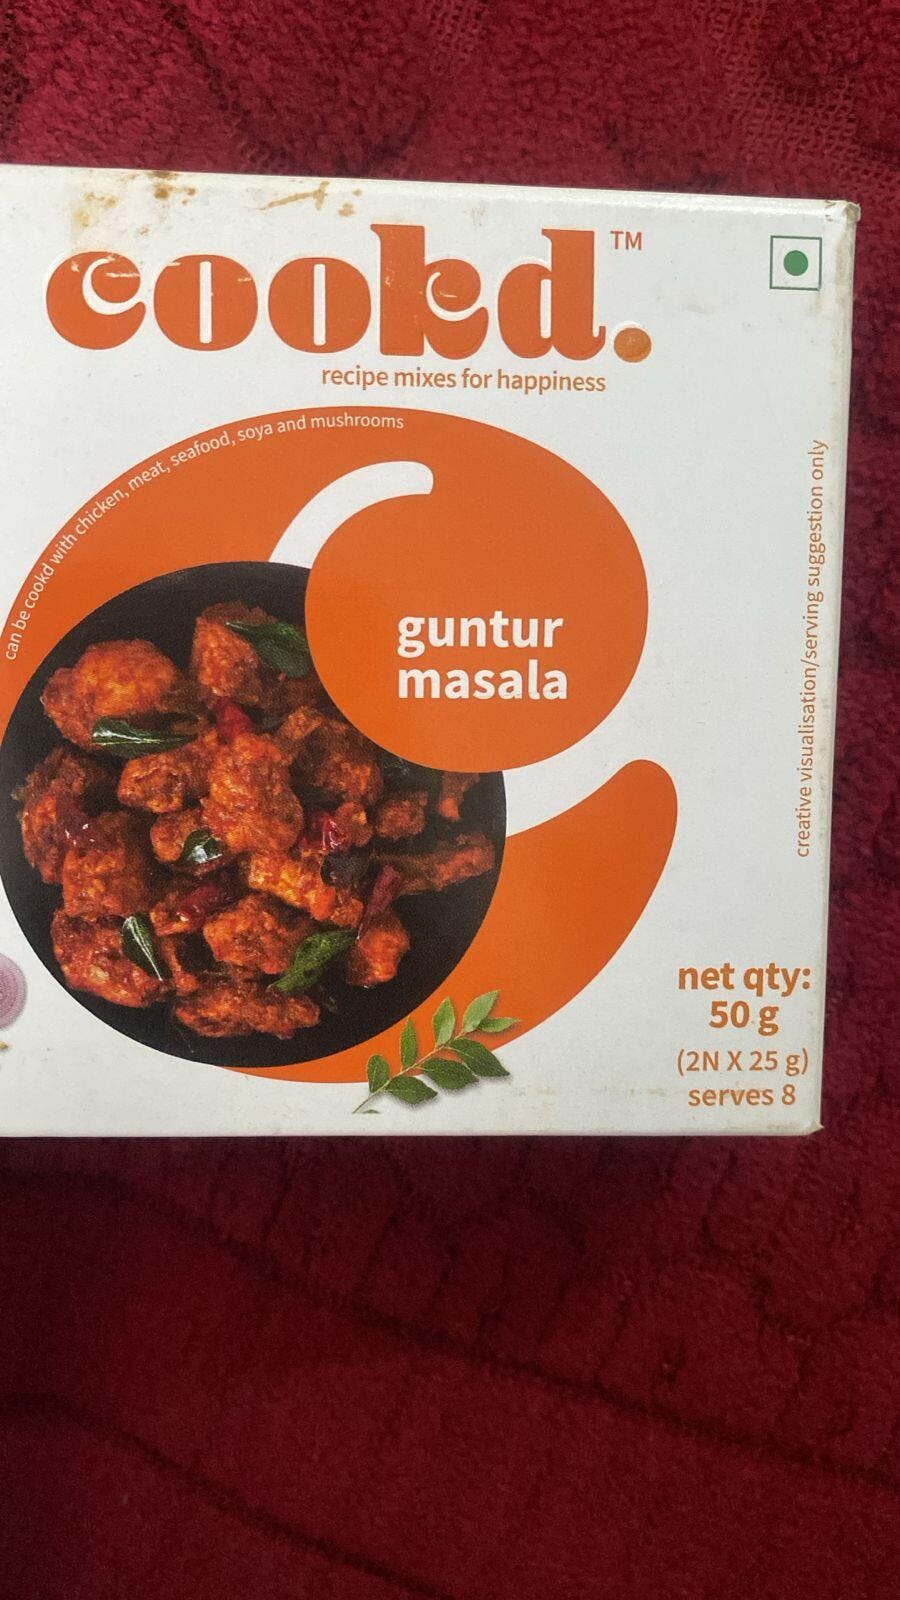 cookd.™
recipe mixes for happiness
can be cookd with chicken, meat, seafood, soya and mushrooms
guntur
masala
creative visualisation/serving suggestion only
net qty:
50 g
(2N X 25 g)
serves 8